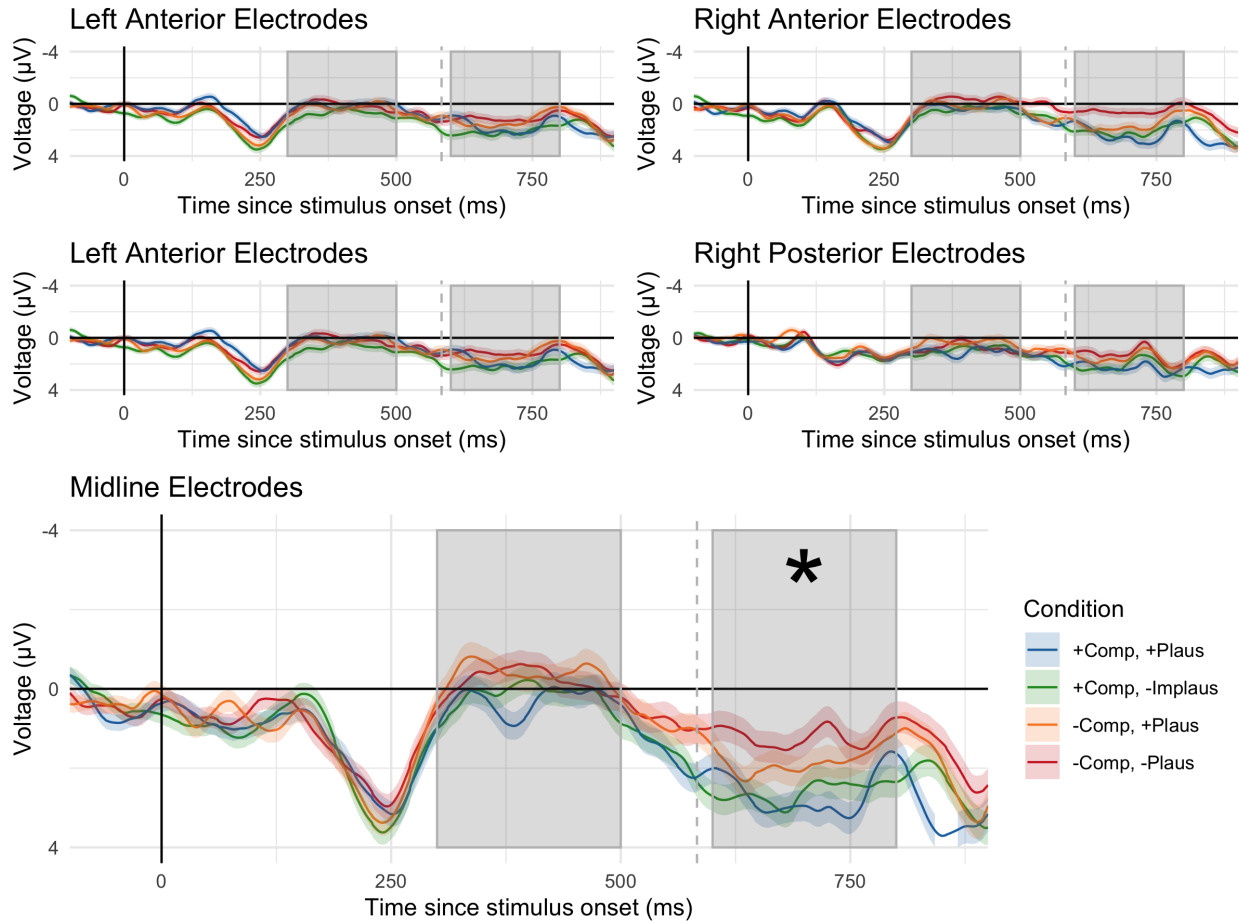 Left Anterior Electrodes
Right Anterior Electrodes
Voltage (µV)
-4
0
4
0
250
500
750
Time since stimulus onset (ms)
Voltage (µV)
-4
0
4
0
250
500
750
Time since stimulus onset (ms)
Left Anterior Electrodes
Right Posterior Electrodes
Voltage (µV)
-4
0
4
0
250
500
750
Time since stimulus onset (ms)
Voltage (µV)
-4
0
4
0
250
500
750
Time since stimulus onset (ms)
Midline Electrodes
Voltage (µV)
-4
0
4
*
0
250
500
750
Time since stimulus onset (ms)
Condition
+Comp, +Plaus
+Comp, -Implaus
-Comp, +Plaus
-Comp, -Plaus